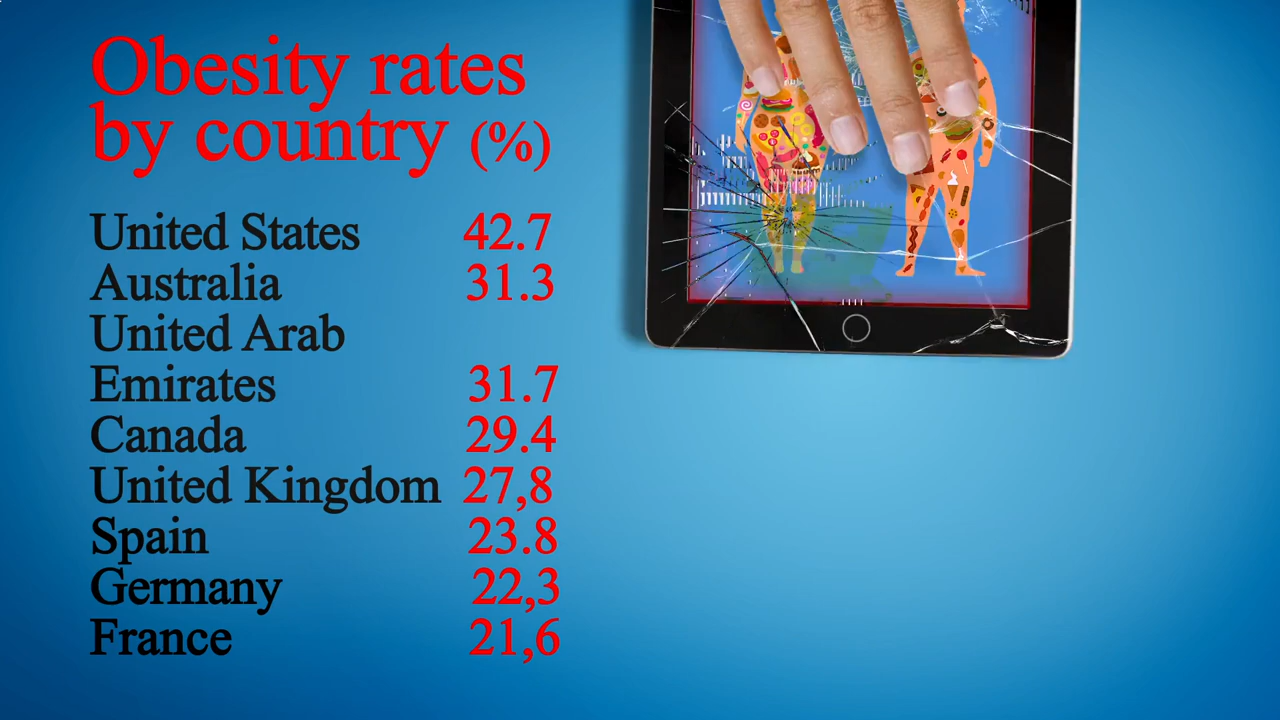 Obesity rates
by country (%)
United States 42.7
Australia 31.3
United Arab
Emirates 31.7
Canada 29.4
United Kingdom 27,8
Spain 23.8
Germany 22,3
France 21,6